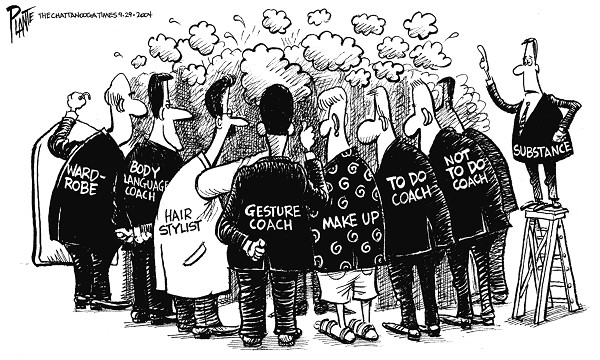 PLANTE
THE CHATTANOOGA TIMES 9-29-2004
WARD-
ROBE
BODY
LANGUAGE
COACH
HAIR
STYLIST
GESTURE
COACH
MAKE UP
TO DO
COACH
NOT
TO DO
COACH
SUBSTANCE